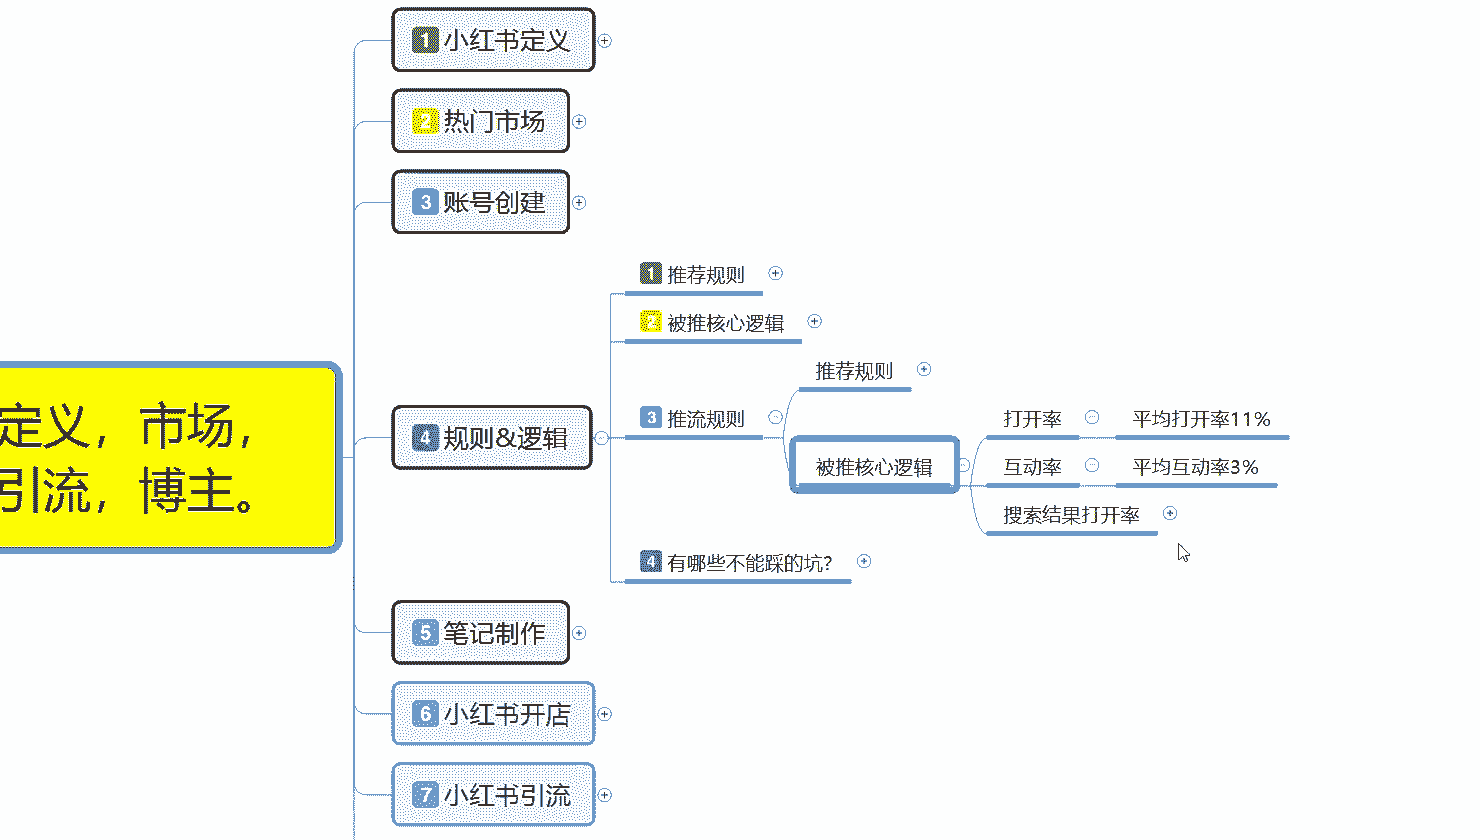 1 小红书定义
2 热门市场
3 账号创建
1 推荐规则
2 被推核心逻辑
推荐规则
定义，市场，
引流，博主。
4 规则&逻辑
3 推流规则
被推核心逻辑
打开率
平均打开率11%
互动率
平均互动率3%
搜索结果打开率
4 有哪些不能踩的坑？
5 笔记制作
6 小红书开店
7 小红书引流